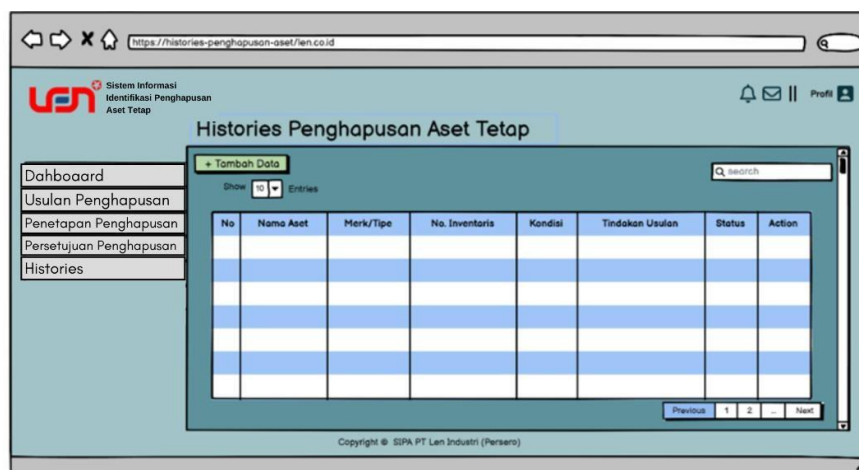 https://histories-penghapusan-aset/len.co.id
Len
Sistem Informasi
Identifikasi Penghapusan
Aset Tetap
Profil
Histories Penghapusan Aset Tetap
Dahboaard
Usulan Penghapusan
Penetapan Penghapusan
Persetujuan Penghapusan
Histories
+ Tambah Data
search
Show 10 Entries
No Nama Aset Merk/Tipe No. Inventaris Kondisi Tindakan Usulan Status Action
Previous 1 2 ... Next
Copyright © SIPA PT Len Industri (Persero)